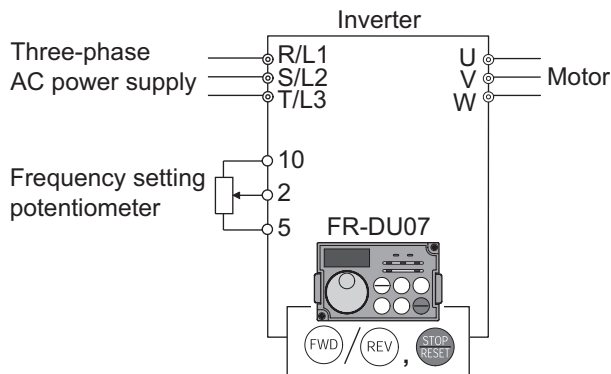 Inverter
Three-phase
AC power supply
R/L1
S/L2
T/L3
U
V
W
Motor
Frequency setting
potentiometer
10
2
5
FR-DU07
FWD / REV , STOP
RESET